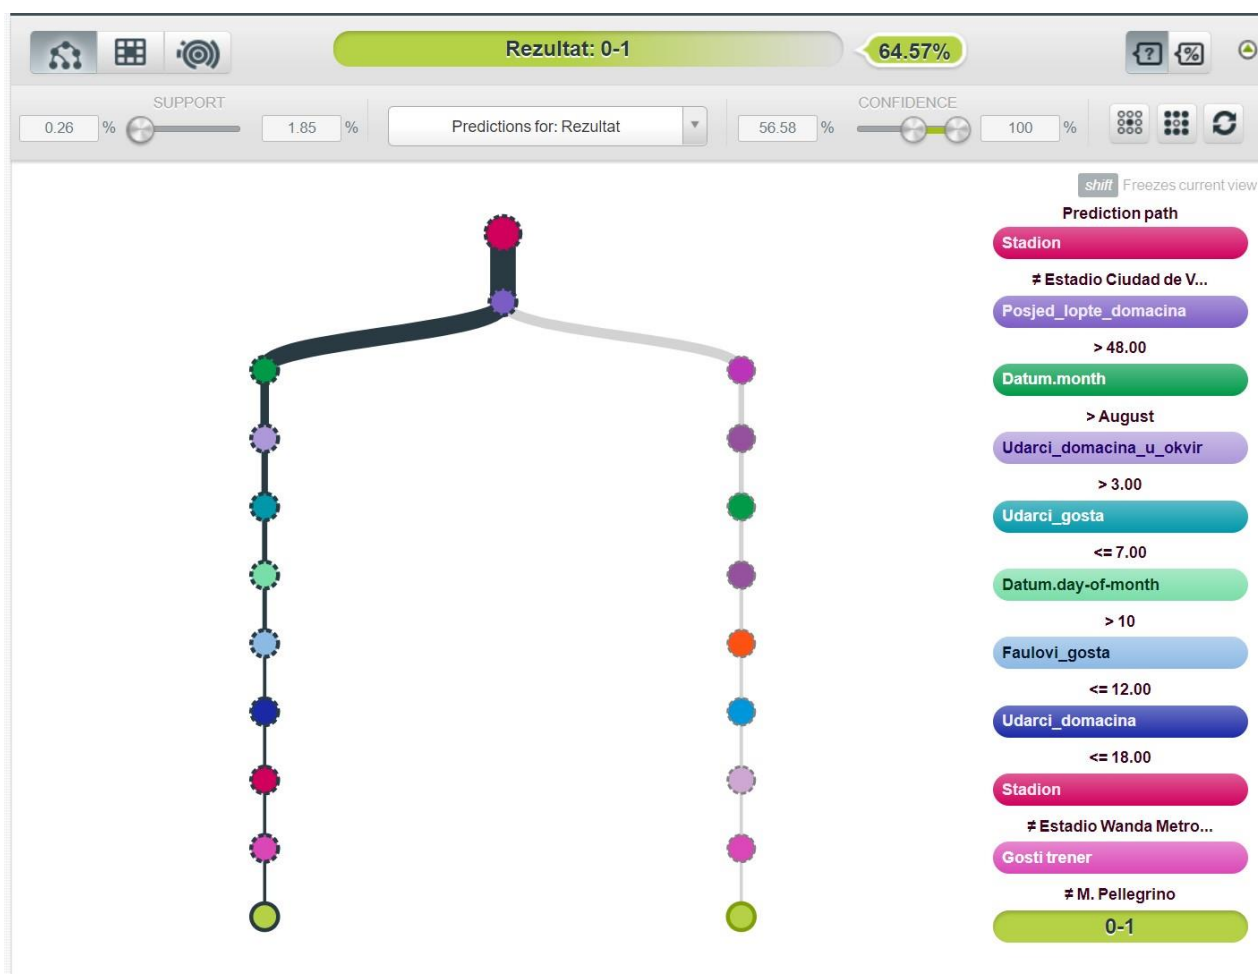 Rezultat: 0-1
64.57%
SUPPORT
0.26 %
1.85 %
Predictions for: Rezultat
CONFIDENCE
56.58 %
100 %
shift Freezes current view
Prediction path
Stadion
≠ Estadio Ciudad de V...
Posjed_lopte_domacina
> 48.00
Datum.month
> August
Udarci_domacina_u_okvir
> 3.00
Udarci_gosta
<= 7.00
Datum.day-of-month
> 10
Faulovi_gosta
<= 12.00
Udarci_domacina
<= 18.00
Stadion
≠ Estadio Wanda Metro...
Gosti trener
≠ M. Pellegrino
0-1